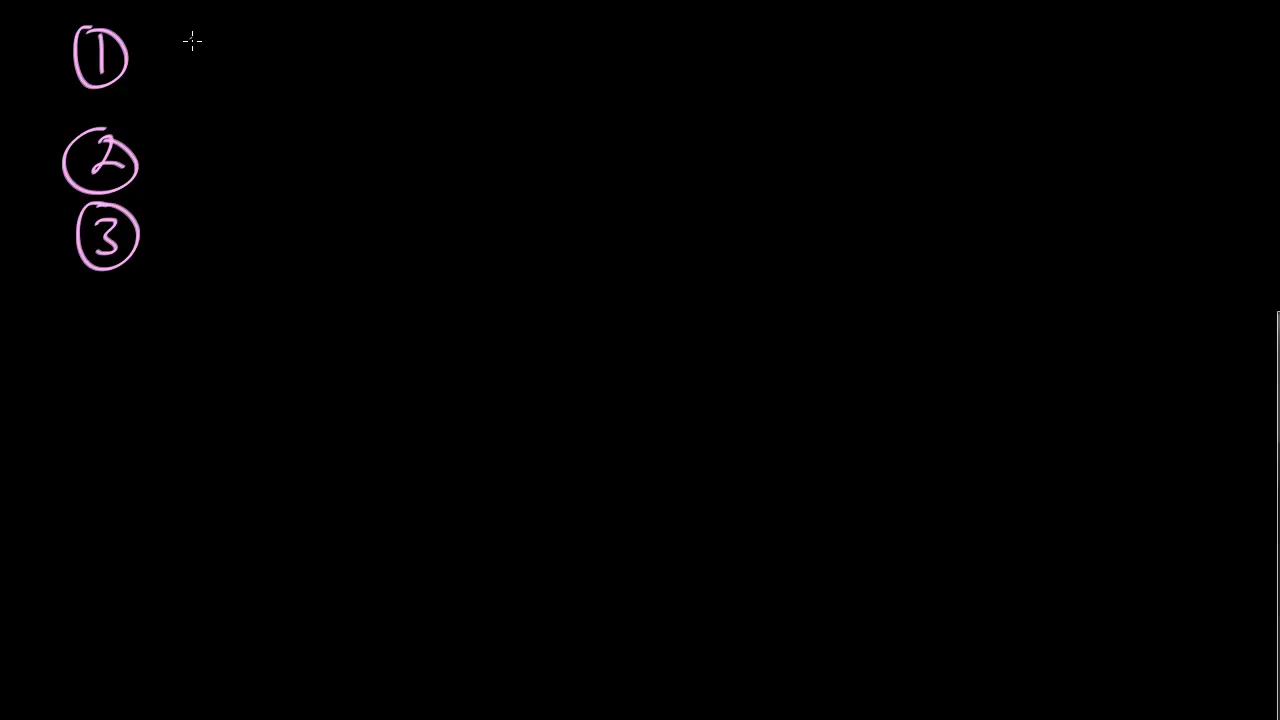 ①
②
③